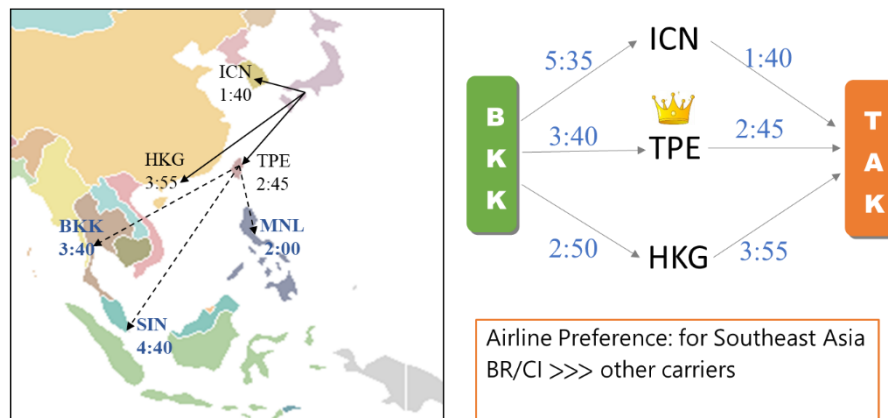 ICN
1:40
HKG
3:55
TPE
2:45
BKK
3:40
MNL
2:00
SIN
4:40
BKK
5:35
ICN
1:40
3:40
TPE
2:45
2:50
HKG
3:55
TAK
Airline Preference: for Southeast Asia
BR/CI >>> other carriers